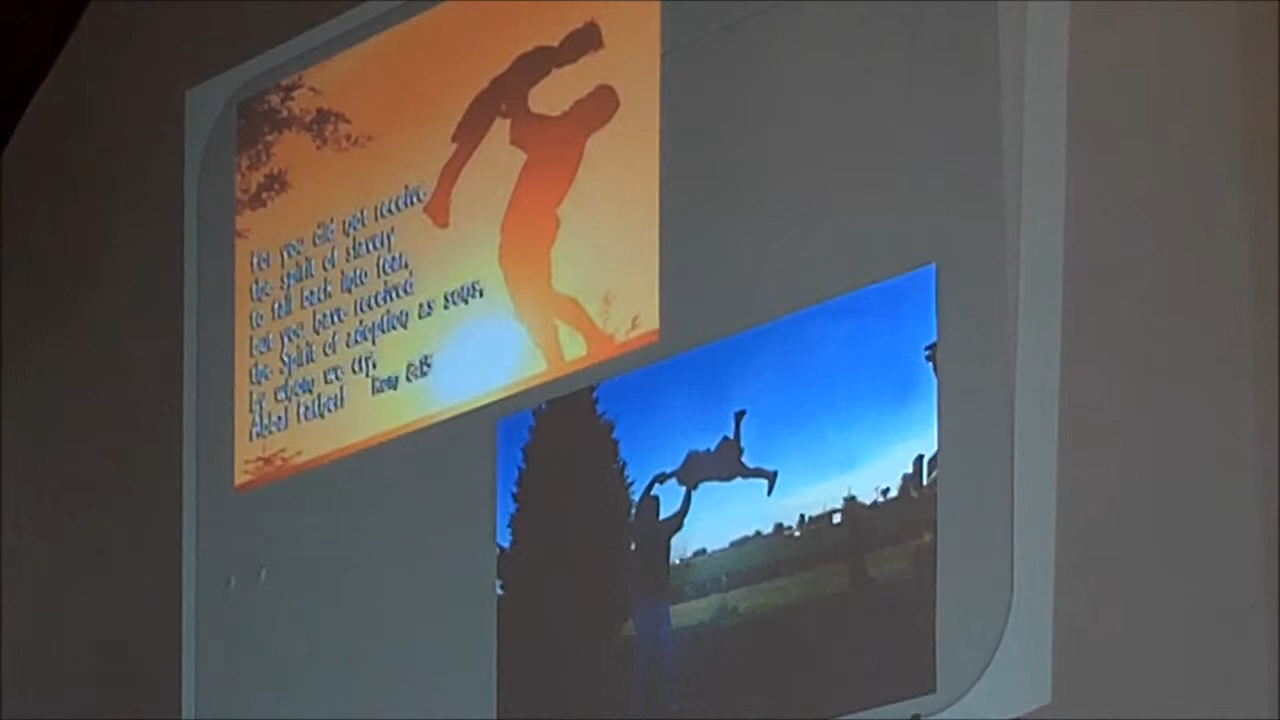 For you did not receive
the spirit of slavery
to fall back into fear,
but you have received
the Spirit of adoption as sons,
by whom we cry,
Abba! Father! Rom 8:15